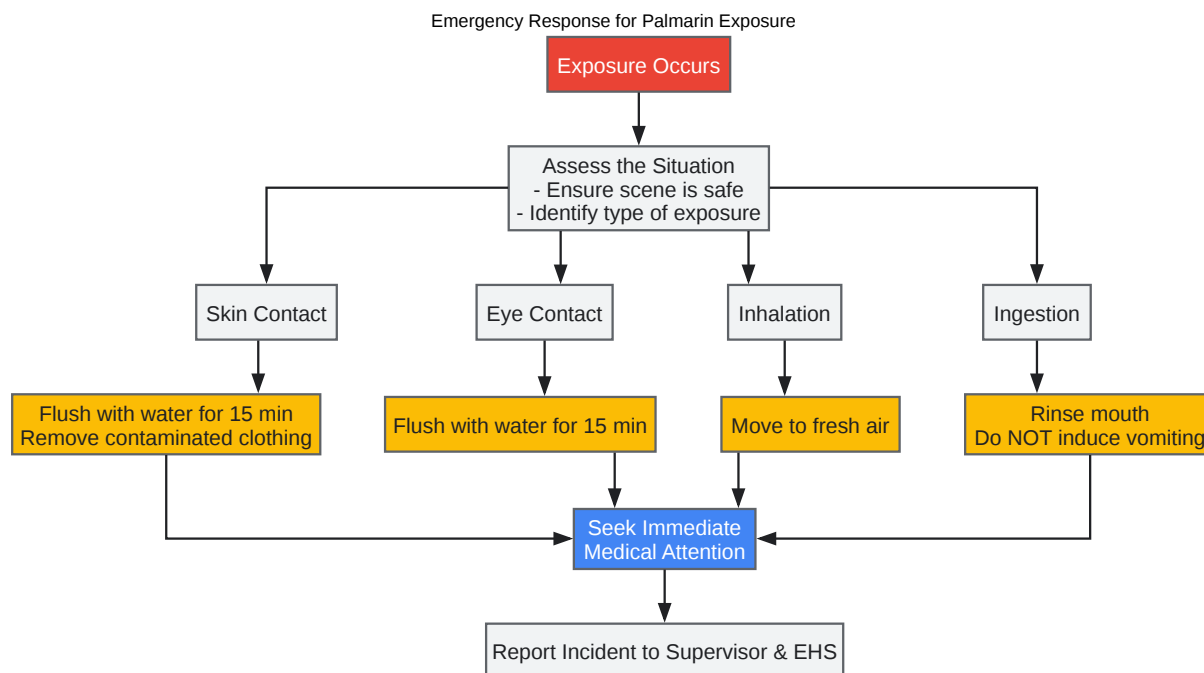 Emergency Response for Palmarin Exposure
Exposure Occurs
Assess the Situation
- Ensure scene is safe
- Identify type of exposure
Skin Contact
Eye Contact
Inhalation
Ingestion
Flush with water for 15 min
Remove contaminated clothing
Flush with water for 15 min
Move to fresh air
Rinse mouth
Do NOT induce vomiting
Seek Immediate
Medical Attention
Report Incident to Supervisor & EHS